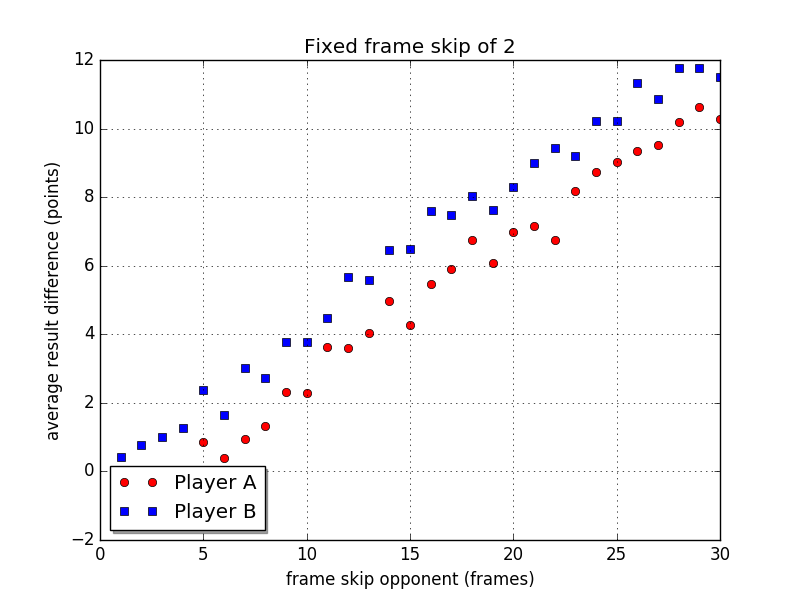 Fixed frame skip of 2
average result difference (points)
12
10
8
6
4
2
0
−2
Player A
Player B
0 5 10 15 20 25 30
frame skip opponent (frames)